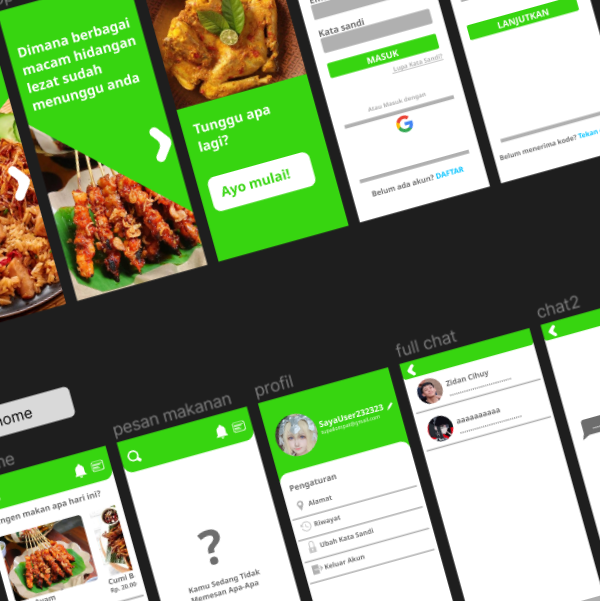 Dimana berbagai
macam hidangan
lezat sudah
menunggu anda
Tunggu apa
lagi?
Ayo mulai!
Kata sandi
MASUK
Lupa Kata Sandi?
Atau Masuk dengan
Belum ada akun? DAFTAR
LANJUTKAN
Belum menerima kode? Tekan
home
pesan makanan
Kamu Sedang Tidak
Memesan Apa-Apa
?
profil
SayaUser232323
Pengaturan
Alamat
Riwayat
Ubah Kata Sandi
Keluar Akun
full chat
Zidan Cihuy
aaaaaaaaaa
chat2
makan apa hari ini?
Cumi B
Rp. 20.00